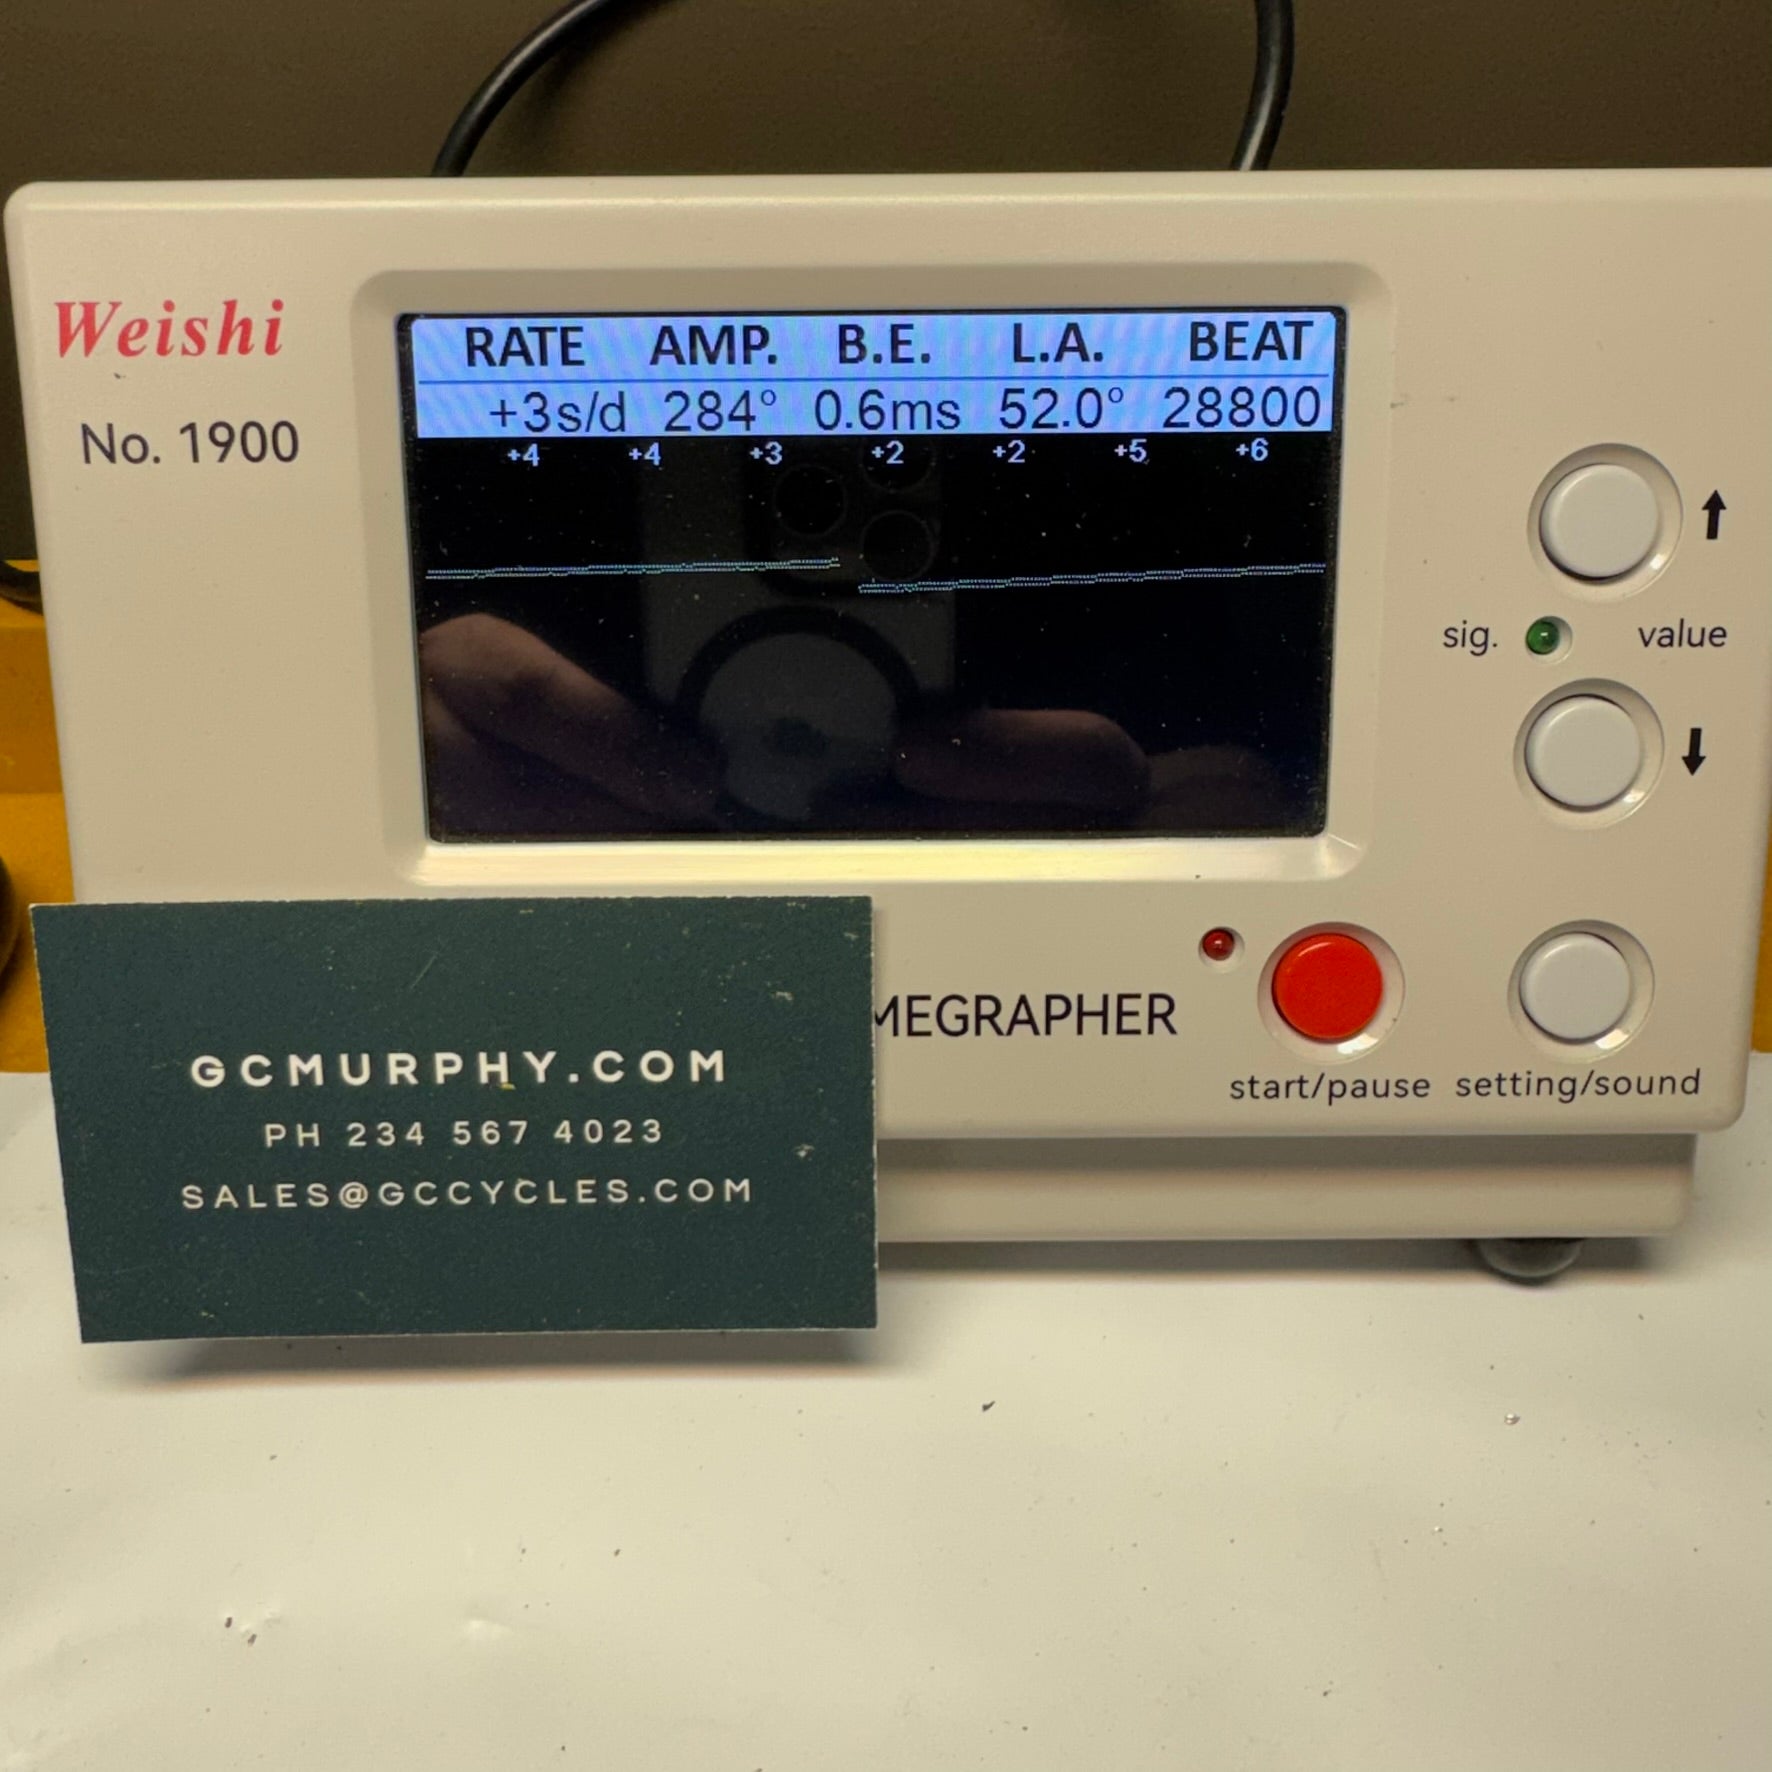 Weishi
No. 1900
RATE AMP. B.E. L.A. BEAT
+3s/d 284° 0.6ms 52.0° 28800
+4 +4 +3 +2 +2 +5 +6
sig. value
MEGRAPHER
start/pause setting/sound
GCMURPHY.COM
PH 234 567 4023
SALES@GCCYCLES.COM